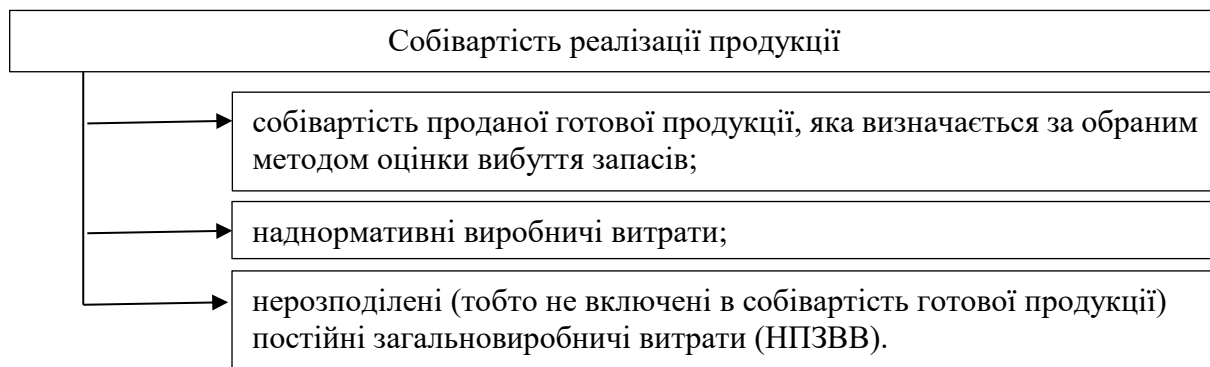 Собівартість реалізації продукції
собівартість проданої готової продукції, яка визначається за обраним
методом оцінки вибуття запасів;
наднормативні виробничі витрати;
нерозподілені (тобто не включені в собівартість готової продукції)
постійні загальновиробничі витрати (НПЗВВ).